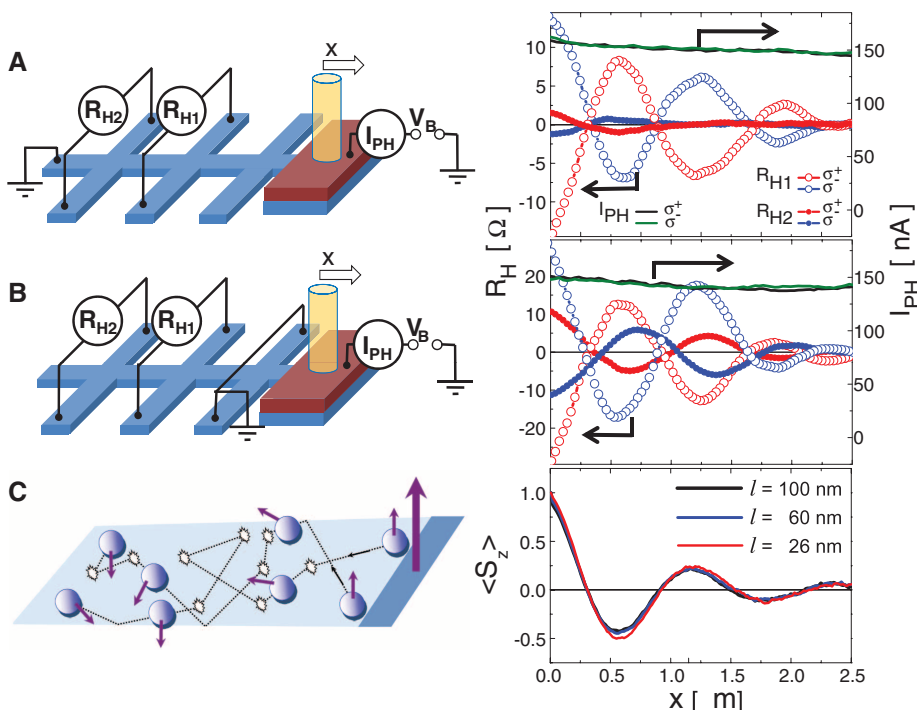 A
X
R_H2
R_H1
I_PH
V_B
10
5
0
-5
-10
150
100
50
0
R_H1 σ+
σ-
I_PH σ+
σ-
R_H2 σ+
σ-
R_H [ Ω ]
I_PH [ nA ]
B
X
R_H2
R_H1
I_PH
V_B
20
10
0
-10
-20
150
100
50
0
C
1.0
0.5
0.0
-0.5
<S_z>
l = 100 nm
l = 60 nm
l = 26 nm
0.0 0.5 1.0 1.5 2.0 2.5
x [ m]